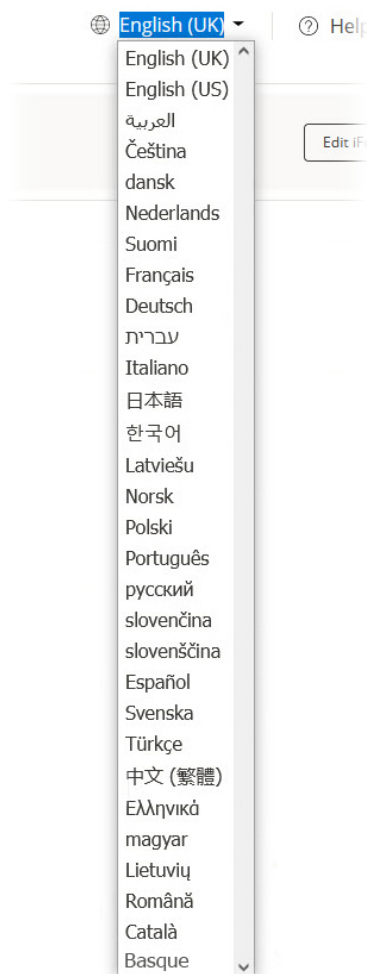 English (UK) Help
English (UK)
English (US)
العربية
Čeština
Edit iF
dansk
Nederlands
Suomi
Français
Deutsch
עברית
Italiano
日本語
한국어
Latviešu
Norsk
Polski
Português
русский
slovenčina
slovenščina
Español
Svenska
Türkçe
中文 (繁體)
Ελληνικά
magyar
Lietuvių
Română
Català
Basque